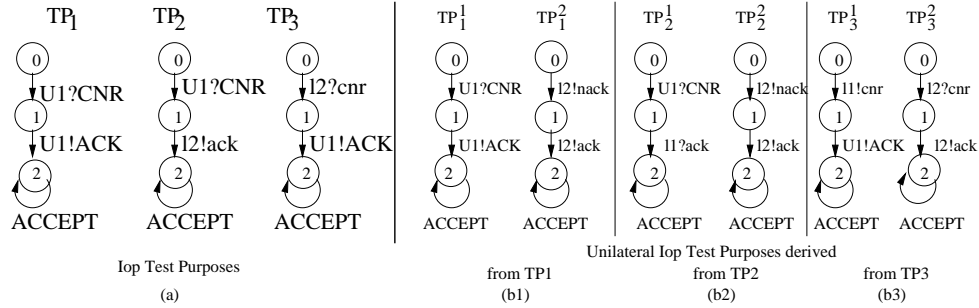 TP1 TP2 TP3 TP1^1 TP1^2 TP2^1 TP2^2 TP3^1 TP3^2
0 0 0 0 0 0 0 0 0
U1?CNR U1?CNR l2?cnr U1?CNR l2!nack U1?CNR l2!nack l1!cnr l2?cnr
1 1 1 1 1 1 1 1 1
U1!ACK l2!ack U1!ACK U1!ACK l2!ack l1?ack l2!ack U1!ACK l2!ack
2 2 2 2 2 2 2 2 2
ACCEPT ACCEPT ACCEPT ACCEPT ACCEPT ACCEPT ACCEPT ACCEPT ACCEPT
Iop Test Purposes
(a)
Unilateral Iop Test Purposes derived
from TP1 from TP2 from TP3
(b1) (b2) (b3)